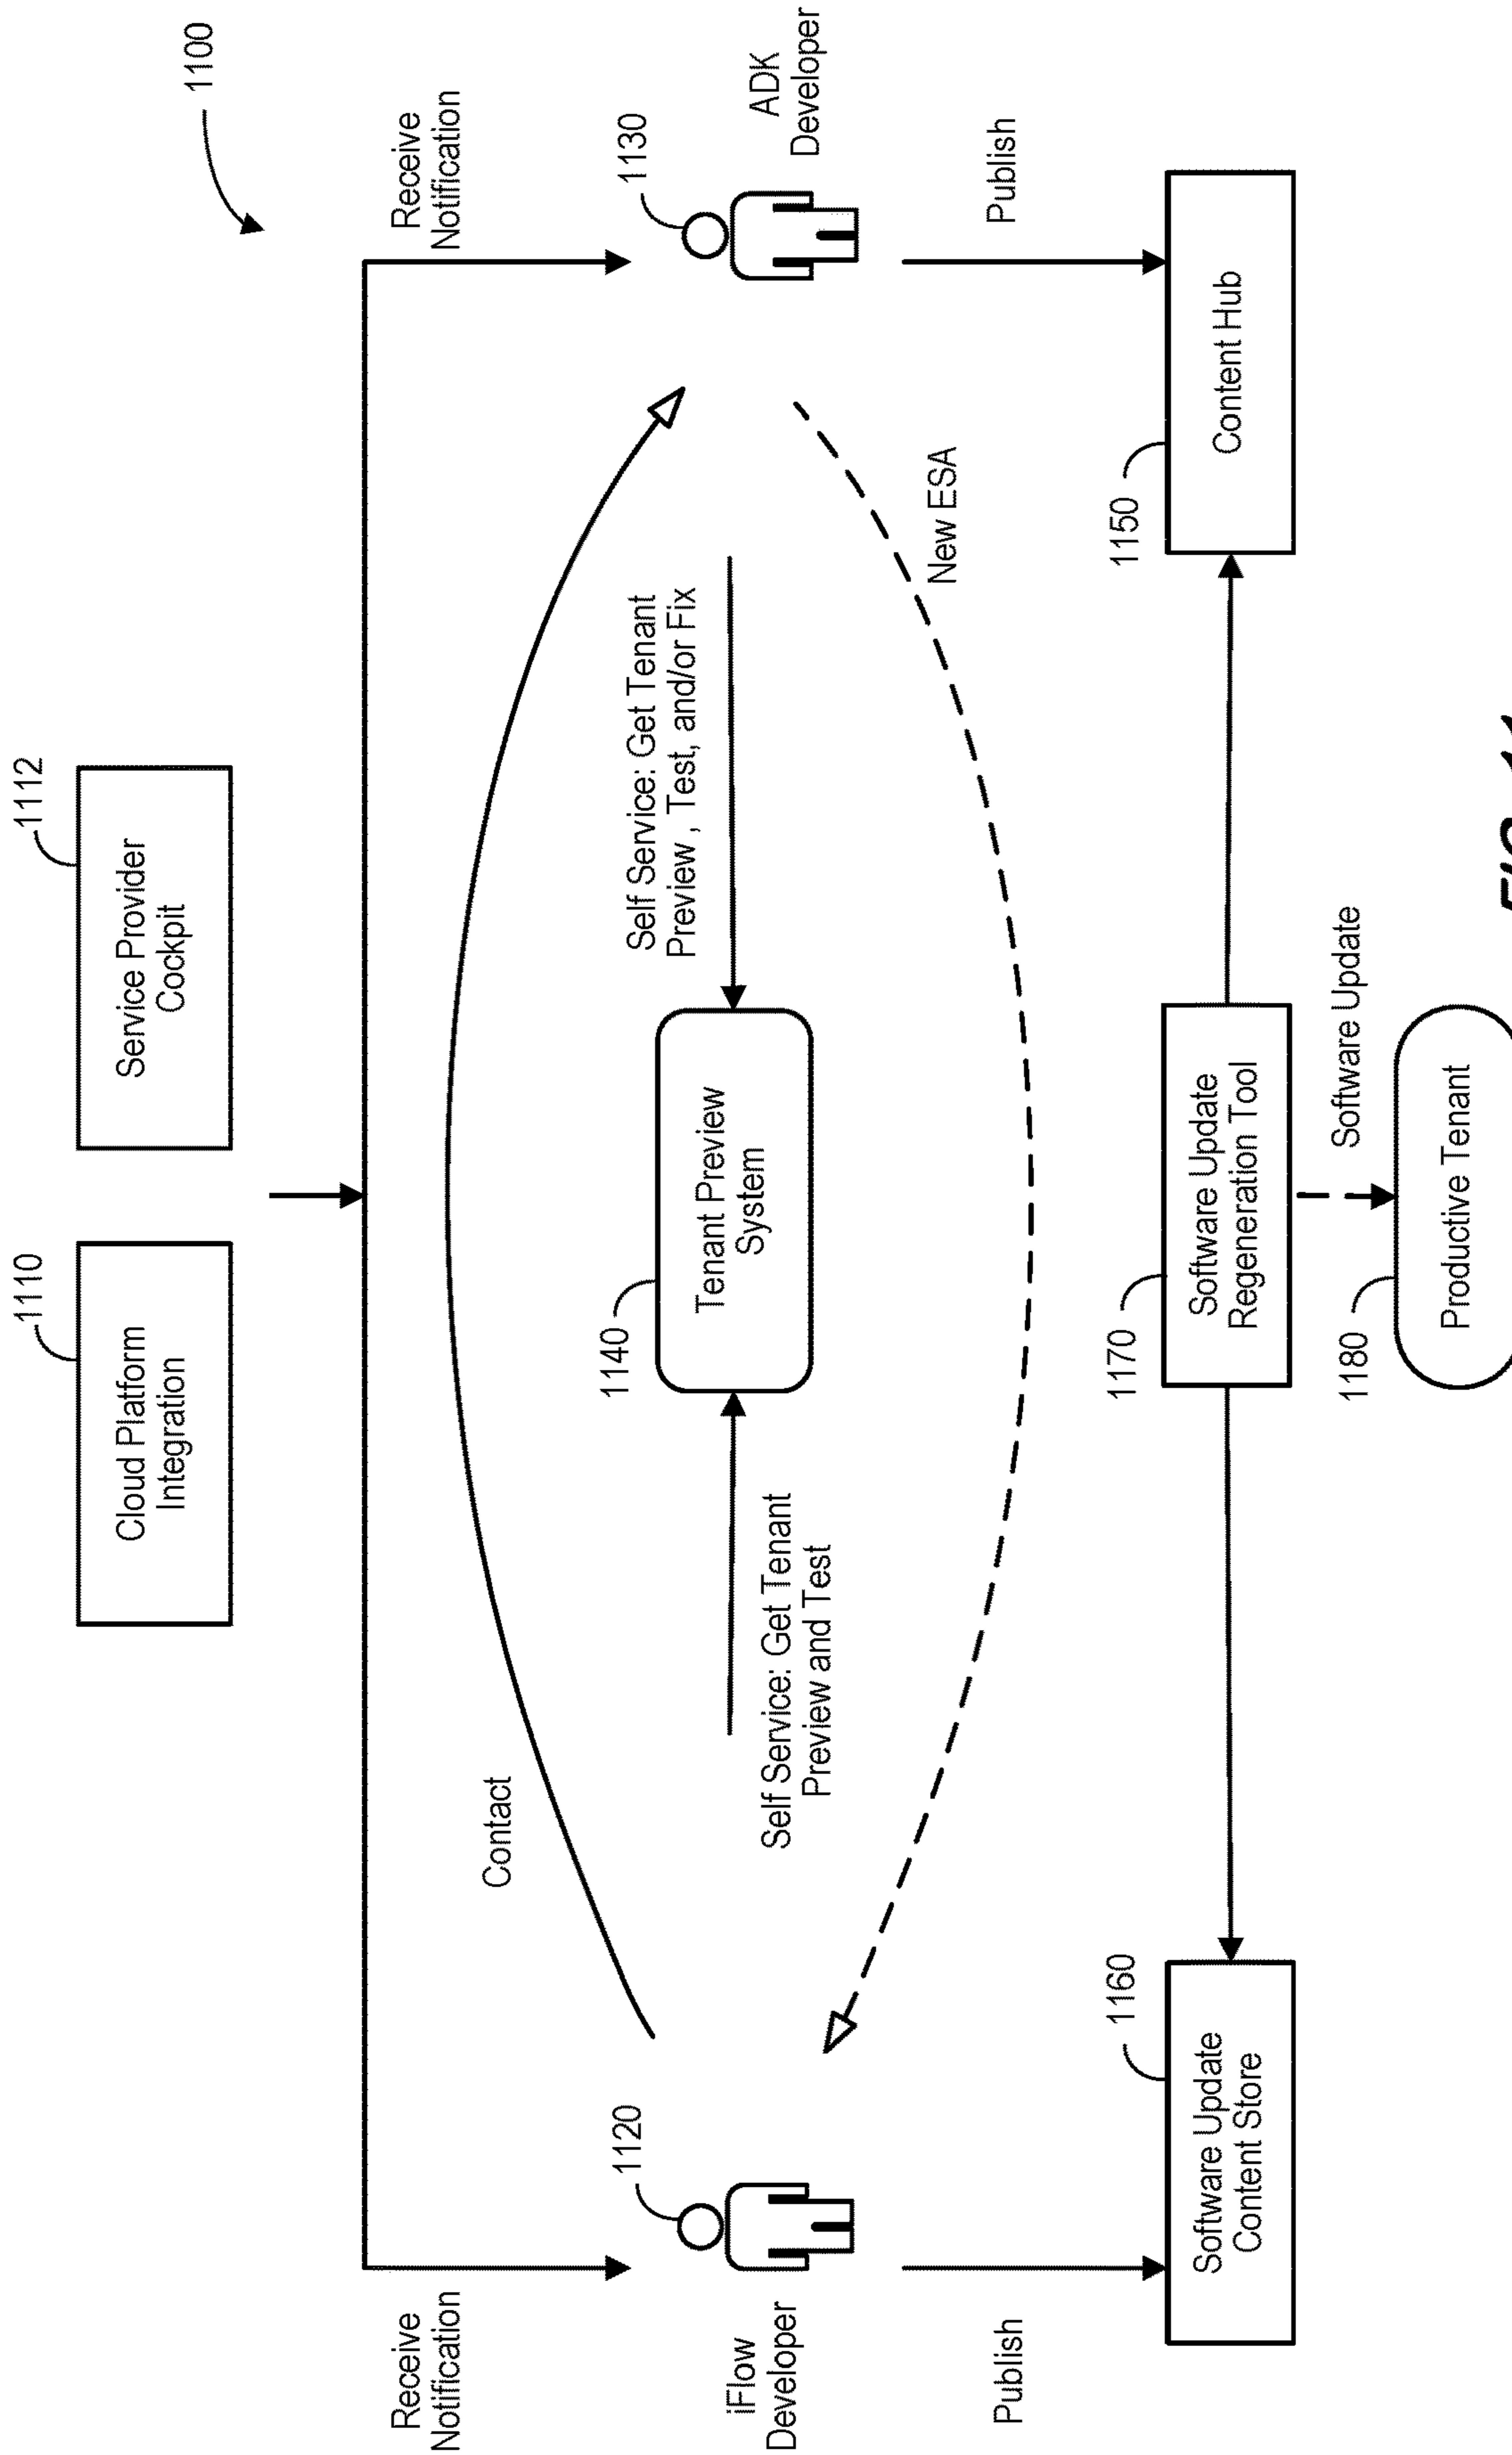 1100
1110
Cloud Platform
Integration
1112
Service Provider
Cockpit
Receive
Notification
Receive
Notification
Contact
1120
iFlow
Developer
1130
ADK
Developer
1140
Tenant Preview
System
Self Service: Get Tenant
Preview and Test
Self Service: Get Tenant
Preview , Test, and/or Fix
New ESA
Publish
Publish
1160
Software Update
Content Store
1170
Software Update
Regeneration Tool
1150
Content Hub
Software Update
1180
Productive Tenant